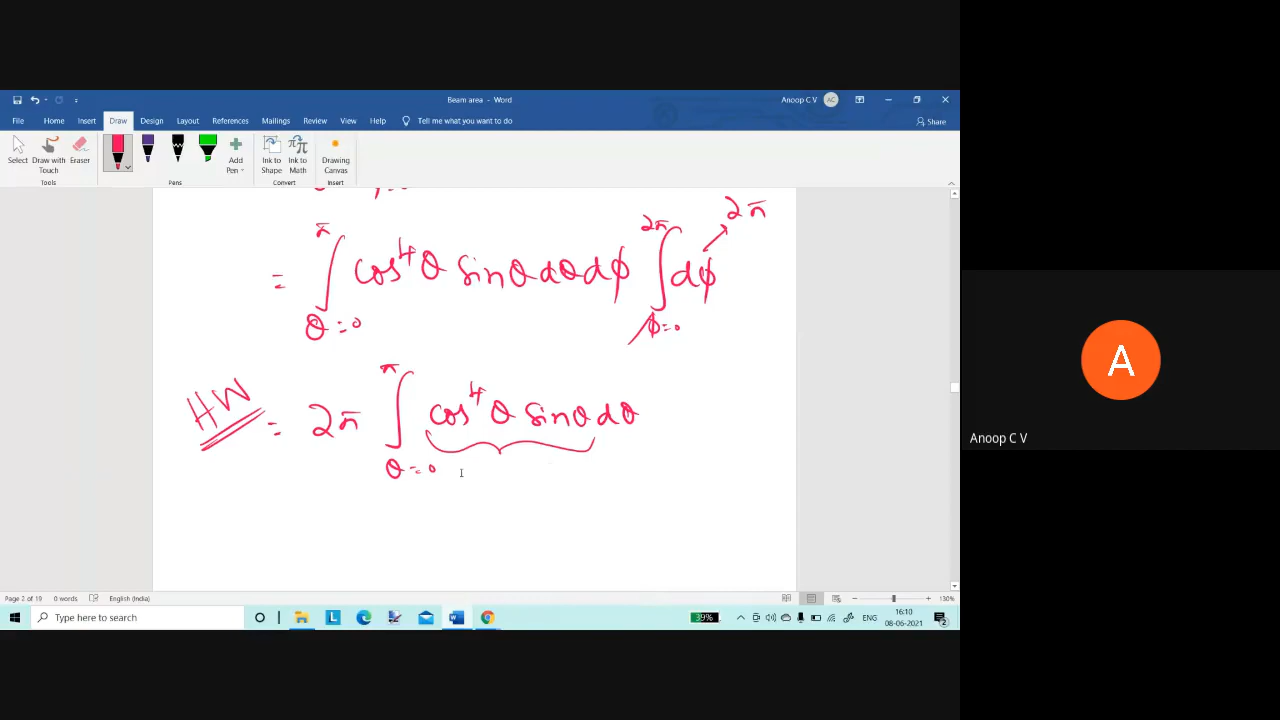 Beam area - Word
Anoop C V
AC
File Home Insert Draw Design Layout References Mailings Review View Help Tell me what you want to do
Share
Select
Draw with Touch
Eraser
Add Pen
Ink to Shape
Ink to Math
Drawing Canvas
Tools
Pens
Convert
Insert
2π
π 2π
= ∫ cos⁴θ sinθ dθ dϕ ∫ dϕ
θ=0 ϕ=0
π
HW = 2π ∫ cos⁴θ sinθ dθ
θ=0
A
Anoop C V
Page 2 of 19 0 words English (India)
130%
Type here to search
39%
ENG
16:10
08-06-2021
2